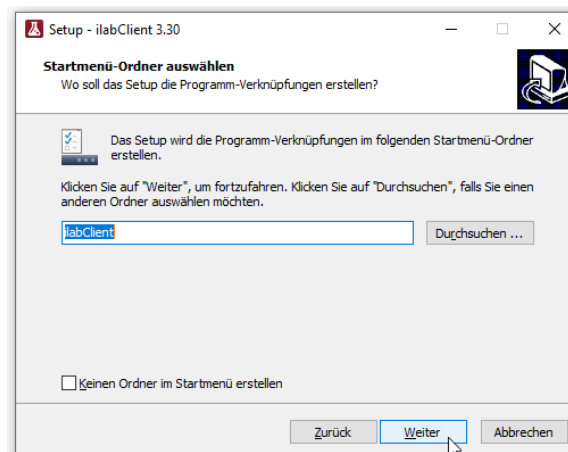 Setup - ilabClient 3.30
Startmenü-Ordner auswählen
Wo soll das Setup die Programm-Verknüpfungen erstellen?
Das Setup wird die Programm-Verknüpfungen im folgenden Startmenü-Ordner
erstellen.
Klicken Sie auf "Weiter", um fortzufahren. Klicken Sie auf "Durchsuchen", falls Sie einen
anderen Ordner auswählen möchten.
ilabClient
Durchsuchen ...
Keinen Ordner im Startmenü erstellen
Zurück
Weiter
Abbrechen